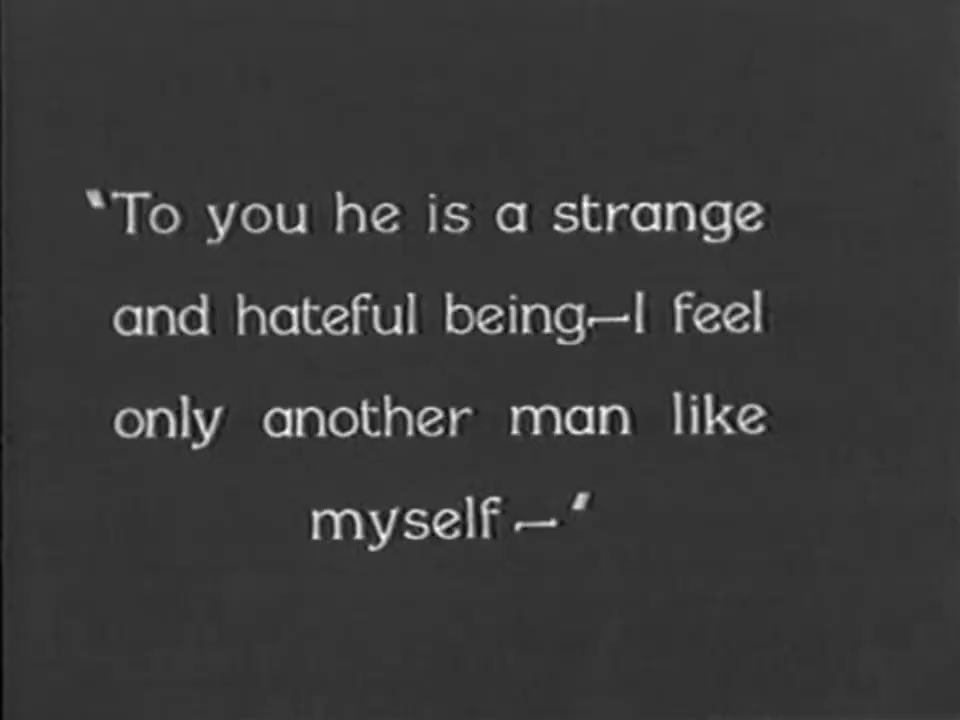 "To you he is a strange
and hateful being—I feel
only another man like
myself—"